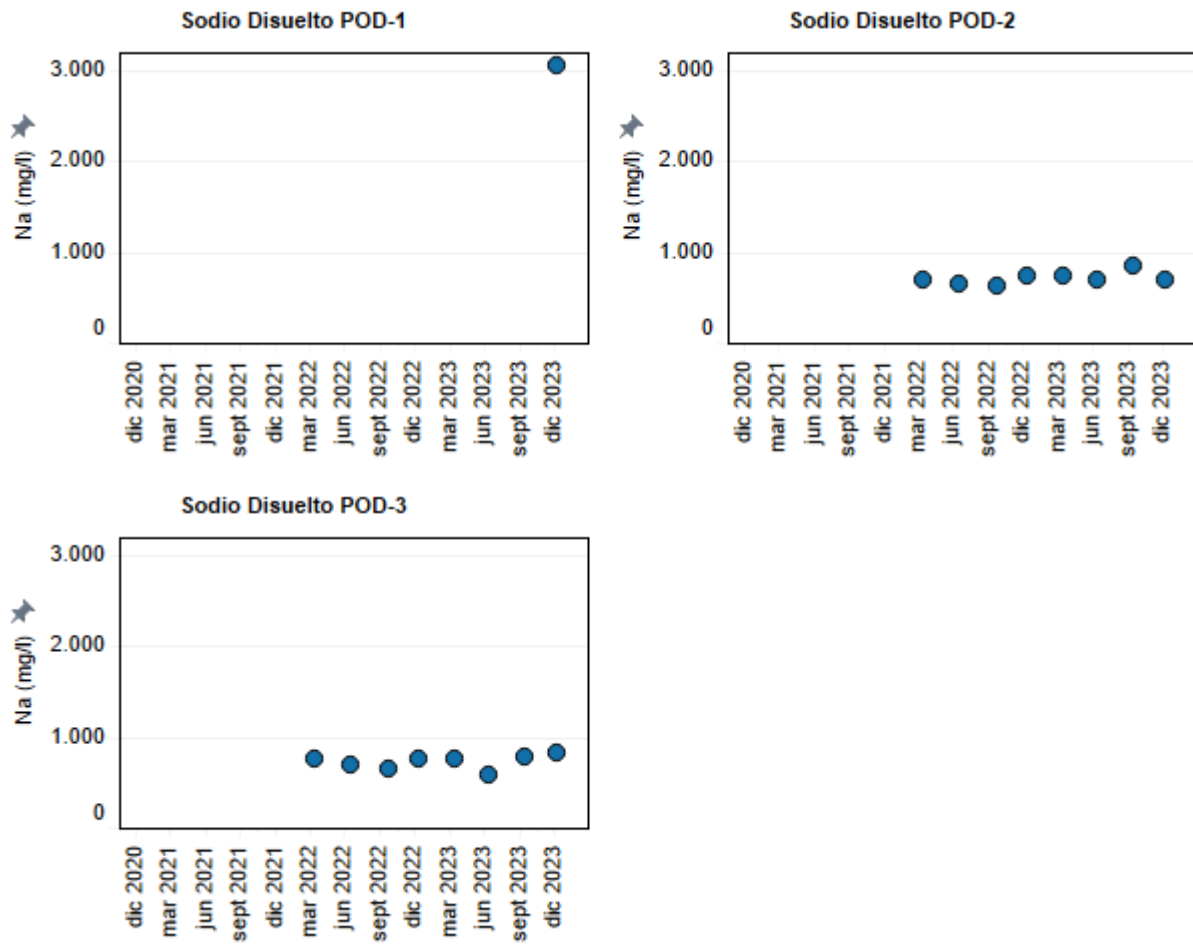 Sodio Disuelto POD-1
Na (mg/l)
3.000
2.000
1.000
0
dic 2020
mar 2021
jun 2021
sept 2021
dic 2021
mar 2022
jun 2022
sept 2022
dic 2022
mar 2023
jun 2023
sept 2023
dic 2023
Sodio Disuelto POD-2
Na (mg/l)
3.000
2.000
1.000
0
dic 2020
mar 2021
jun 2021
sept 2021
dic 2021
mar 2022
jun 2022
sept 2022
dic 2022
mar 2023
jun 2023
sept 2023
dic 2023
Sodio Disuelto POD-3
Na (mg/l)
3.000
2.000
1.000
0
dic 2020
mar 2021
jun 2021
sept 2021
dic 2021
mar 2022
jun 2022
sept 2022
dic 2022
mar 2023
jun 2023
sept 2023
dic 2023